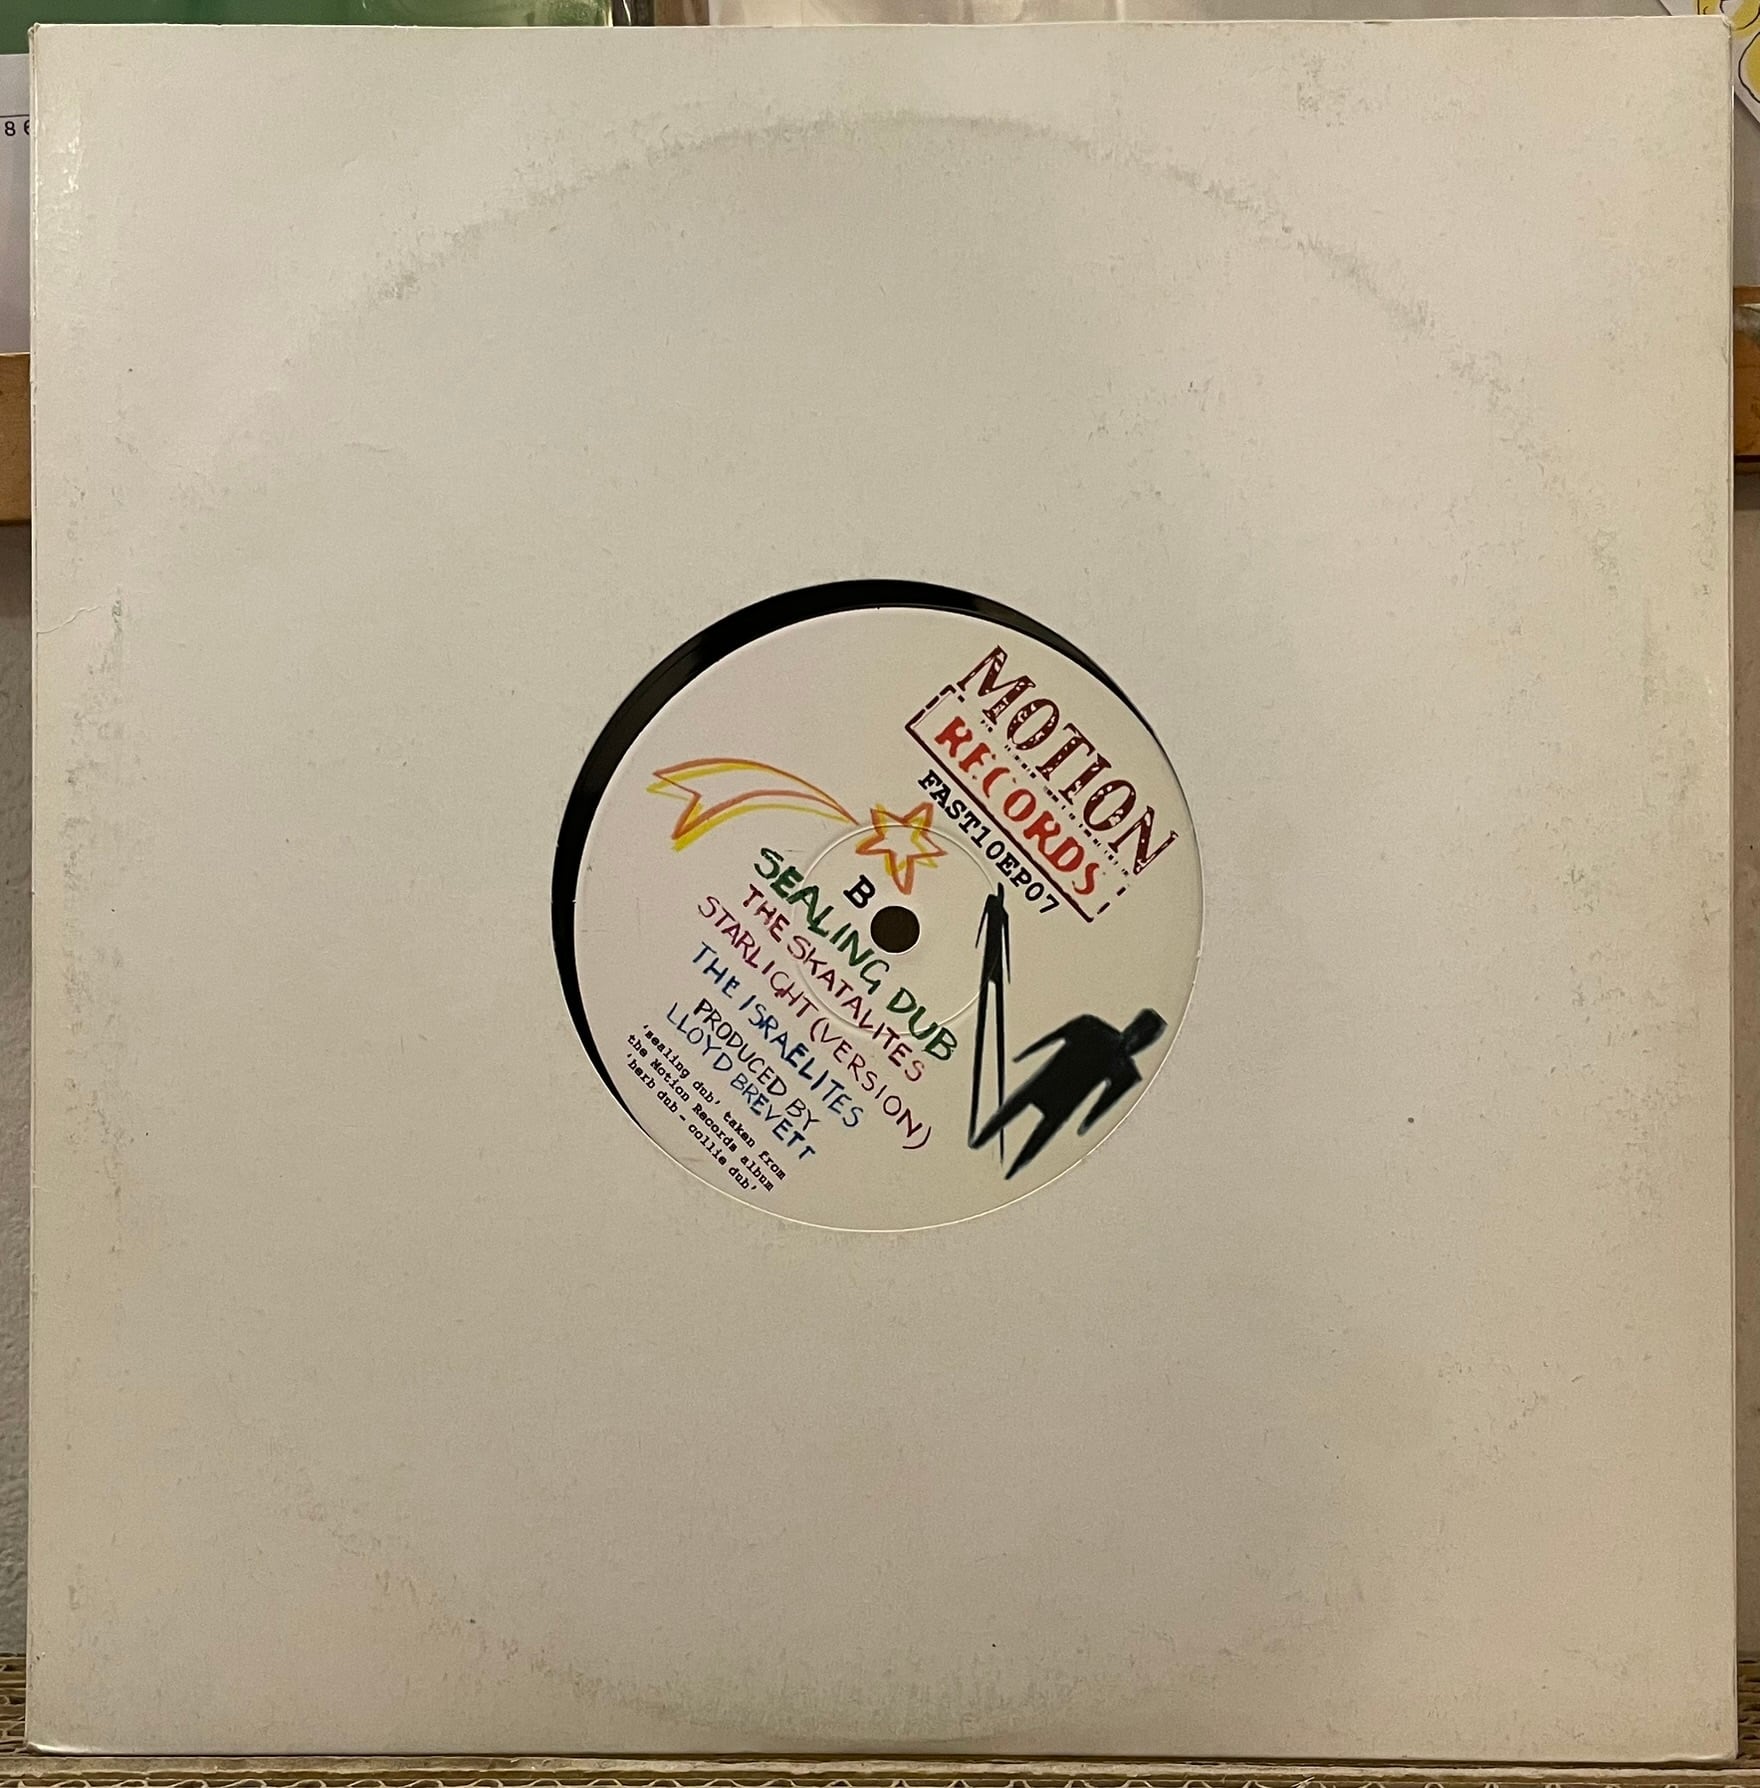 MOTION
RECORDS
FAST10EP07
B
SEALING DUB
THE SKATALITES
STARLIGHT (VERSION)
THE ISRAELITES
PRODUCED BY
LLOYD BREVETT
'sealing dub' taken from
the Motion Records album
'herb dub - collie dub'